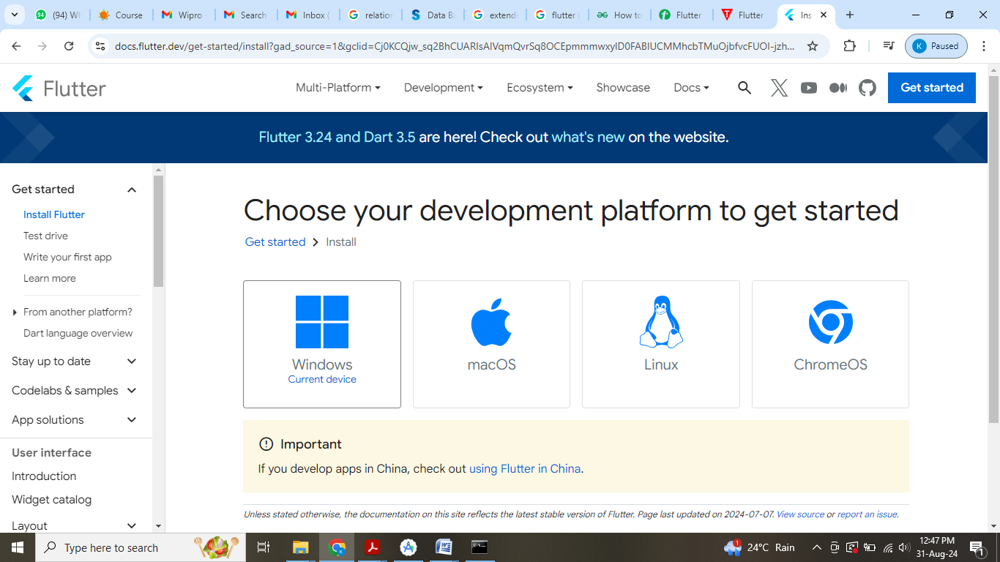 (94) Wh
Course
Wipro
Search
Inbox (
relation
Data Ba
extende
flutter i
How to
Flutter
Flutter
Ins
docs.flutter.dev/get-started/install?gad_source=1&gclid=Cj0KCQjw_sq2BhCUARIsAIVqmQvrSq8OCEpmmmwxyID0FABIUCMMhcbTMuOjbfvcFUOI-jzh...
K Paused
Flutter
Multi-Platform
Development
Ecosystem
Showcase
Docs
Get started
Flutter 3.24 and Dart 3.5 are here! Check out what's new on the website.
Get started
Install Flutter
Test drive
Write your first app
Learn more
From another platform?
Dart language overview
Stay up to date
Codelabs & samples
App solutions
User interface
Introduction
Widget catalog
Layout
Choose your development platform to get started
Get started
Install
Windows
Current device
macOS
Linux
ChromeOS
Important
If you develop apps in China, check out using Flutter in China.
Unless stated otherwise, the documentation on this site reflects the latest stable version of Flutter. Page last updated on 2024-07-07. View source or report an issue.
Type here to search
24°C Rain
12:47 PM
31-Aug-24
1